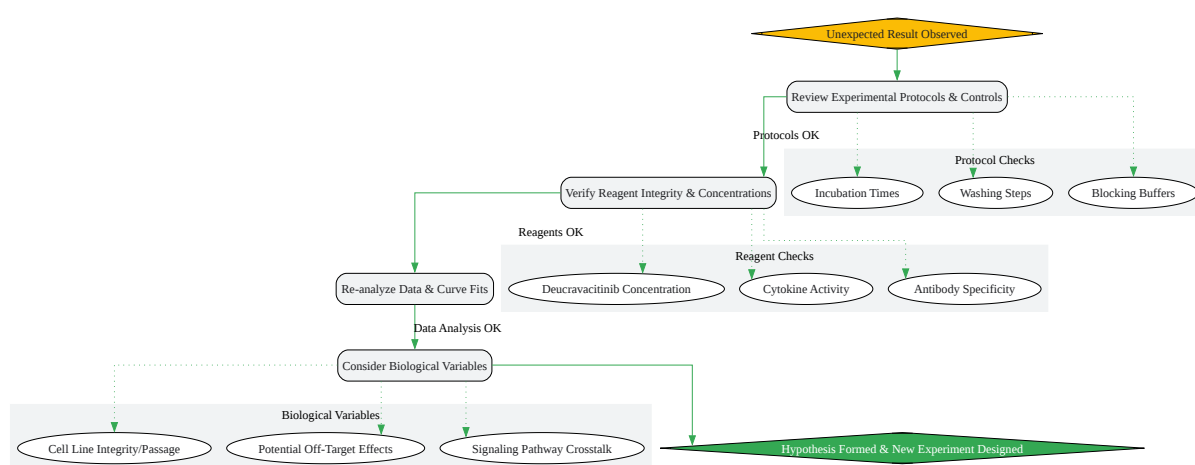 Unexpected Result Observed
Review Experimental Protocols & Controls
Protocols OK
Protocol Checks
Incubation Times
Washing Steps
Blocking Buffers
Verify Reagent Integrity & Concentrations
Reagents OK
Reagent Checks
Deucravacitinib Concentration
Cytokine Activity
Antibody Specificity
Re-analyze Data & Curve Fits
Data Analysis OK
Consider Biological Variables
Biological Variables
Cell Line Integrity/Passage
Potential Off-Target Effects
Signaling Pathway Crosstalk
Hypothesis Formed & New Experiment Designed